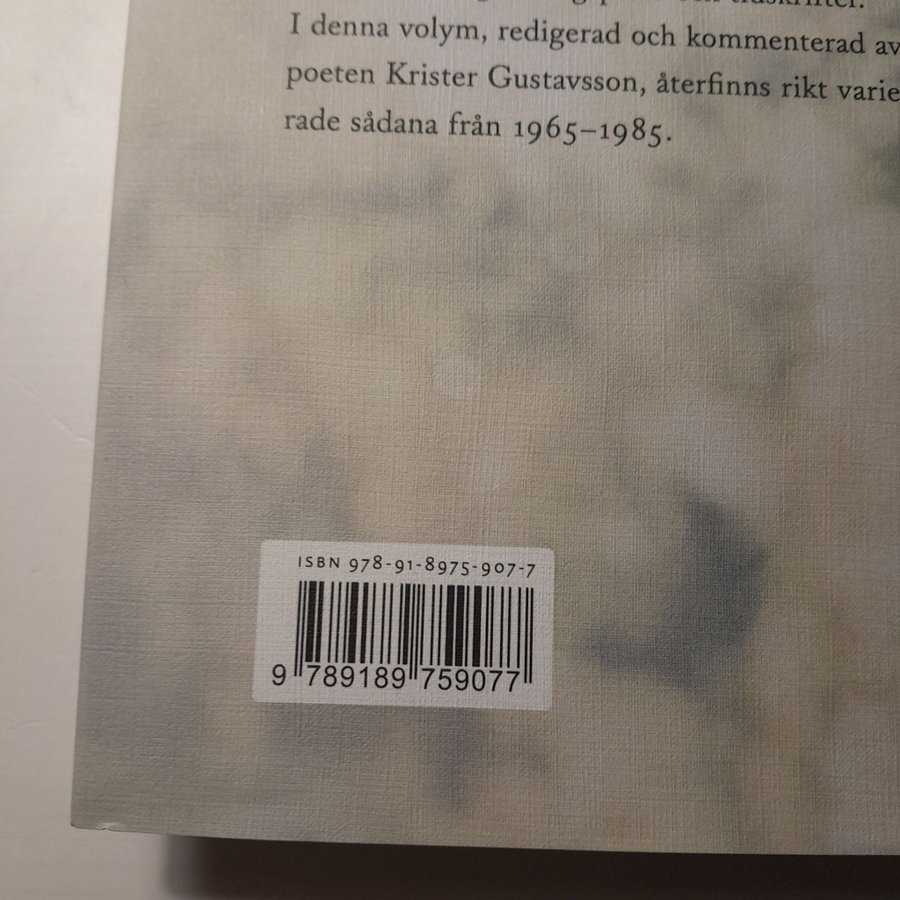 tidskrifter.
I denna volym, redigerad och kommenterad av
poeten Krister Gustavsson, återfinns rikt varie
rade sådana från 1965–1985.
ISBN 978-91-8975-907-7
9 789189 759077